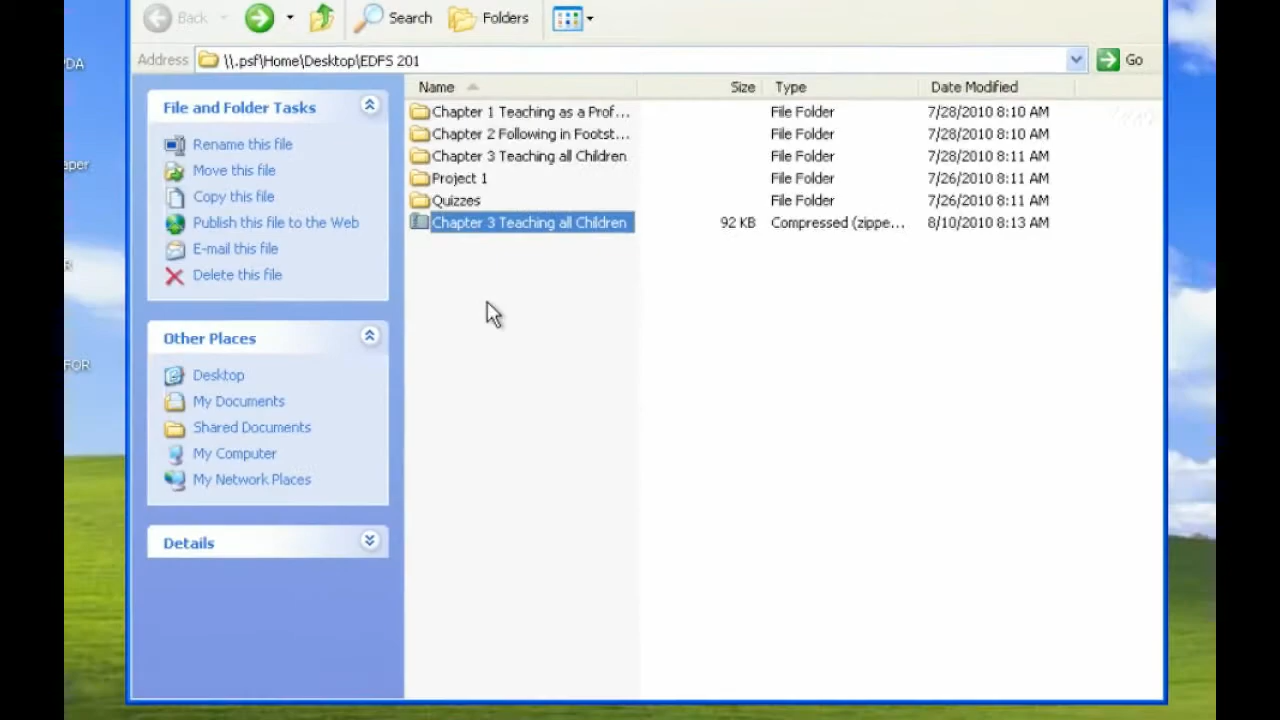 Back
Search
Folders
Address
\\.psf\Home\Desktop\EDFS 201
Go
File and Folder Tasks
Rename this file
Move this file
Copy this file
Publish this file to the Web
E-mail this file
Delete this file
Other Places
Desktop
My Documents
Shared Documents
My Computer
My Network Places
Details
Name Size Type Date Modified
Chapter 1 Teaching as a Prof... File Folder 7/28/2010 8:10 AM
Chapter 2 Following in Footst... File Folder 7/28/2010 8:10 AM
Chapter 3 Teaching all Children File Folder 7/28/2010 8:11 AM
Project 1 File Folder 7/26/2010 8:11 AM
Quizzes File Folder 7/26/2010 8:11 AM
Chapter 3 Teaching all Children 92 KB Compressed (zippe... 8/10/2010 8:13 AM
PDA
aper
FOR